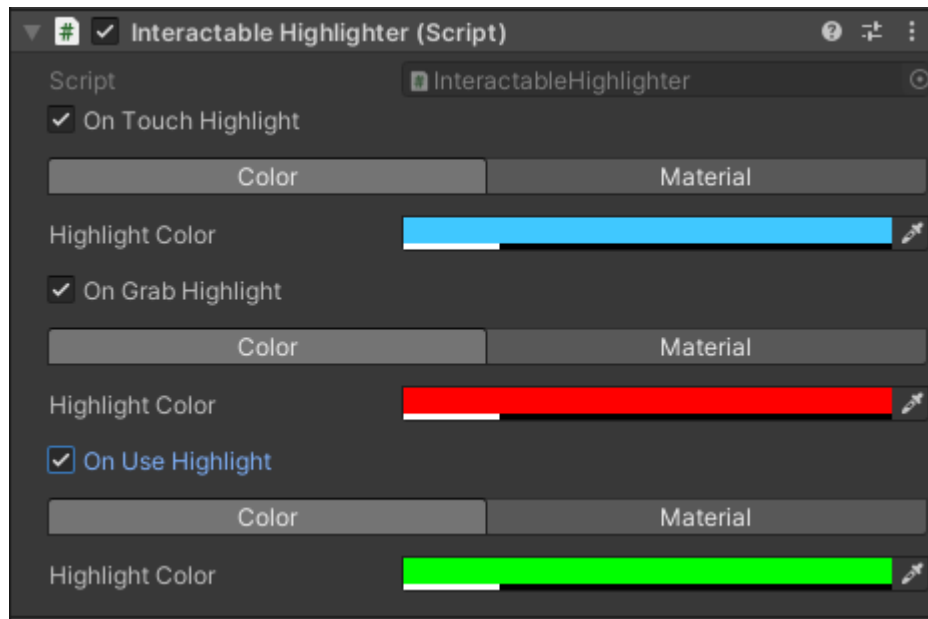 Interactable Highlighter (Script)
Script InteractableHighlighter
On Touch Highlight
Color Material
Highlight Color
On Grab Highlight
Color Material
Highlight Color
On Use Highlight
Color Material
Highlight Color